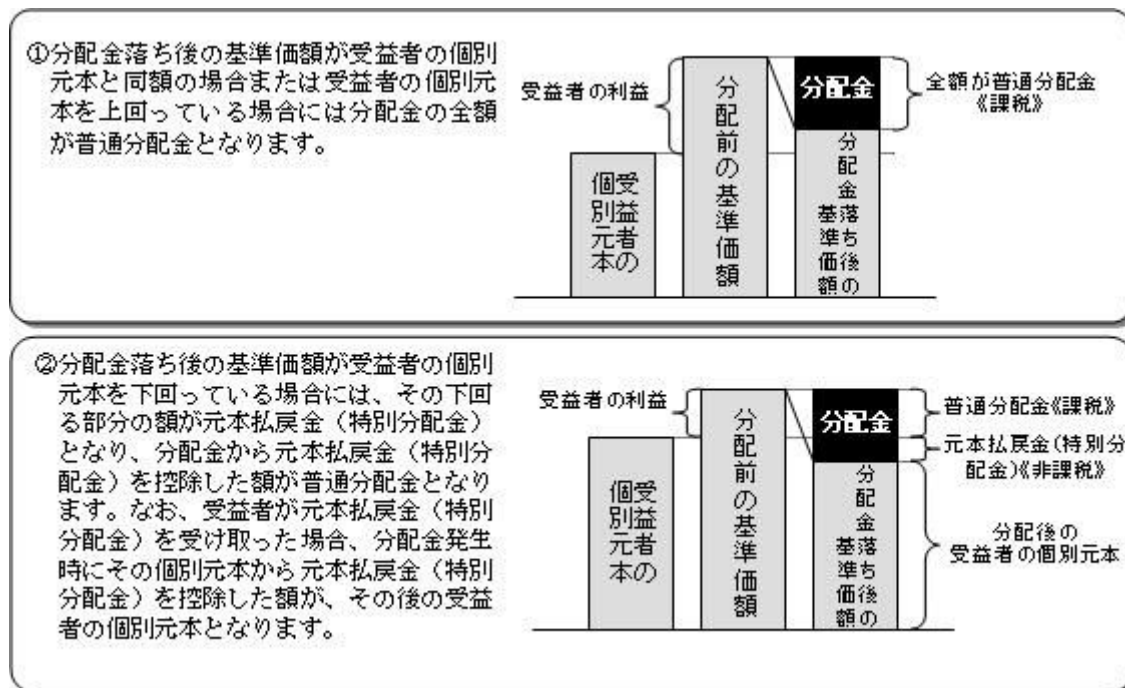 ①分配金落ち後の基準価額が受益者の個別
元本と同額の場合または受益者の個別元
本を上回っている場合には分配金の全額
が普通分配金となります。
受益者の利益
受益者の
個別元本
分配前の基準価額
分配金
分配金落ち後の
基準価額
全額が普通分配金
《課税》
②分配金落ち後の基準価額が受益者の個別
元本を下回っている場合には、その下回
る部分の額が元本払戻金(特別分配金)
となり、分配金から元本払戻金(特別分
配金)を控除した額が普通分配金となり
ます。なお、受益者が元本払戻金(特別
分配金)を受け取った場合、分配金発生
時にその個別元本から元本払戻金(特別
分配金)を控除した額が、その後の受益
者の個別元本となります。
受益者の利益
受益者の
個別元本
分配前の基準価額
分配金
分配金落ち後の
基準価額
普通分配金《課税》
元本払戻金(特別分
配金)《非課税》
分配後の
受益者の個別元本